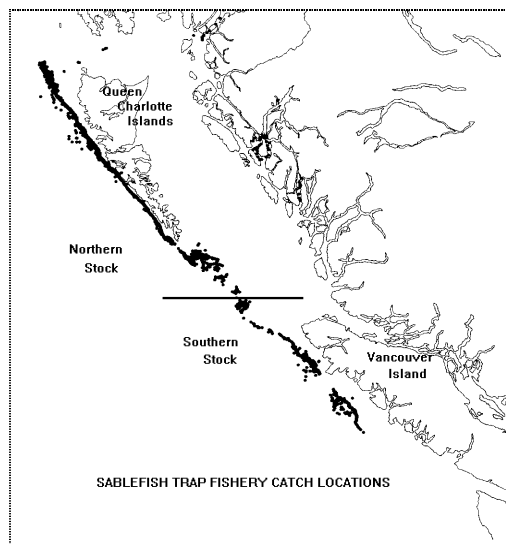 Queen
Charlotte
Islands
Northern
Stock
Southern
Stock
Vancouver
Island
SABLEFISH TRAP FISHERY CATCH LOCATIONS